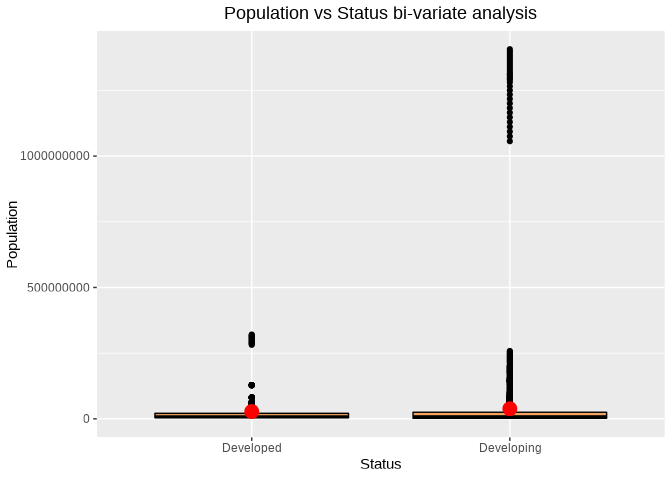 Population vs Status bi-variate analysis
Population
1000000000
500000000
0
Developed
Developing
Status